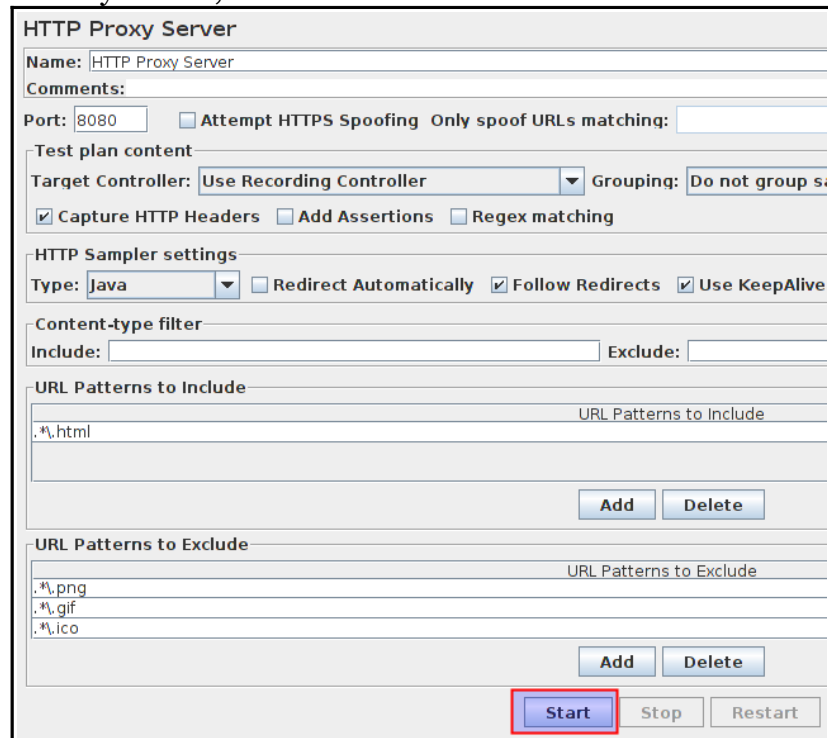 HTTP Proxy Server
Name: HTTP Proxy Server
Comments:
Port: 8080 Attempt HTTPS Spoofing Only spoof URLs matching:
Test plan content
Target Controller: Use Recording Controller Grouping: Do not group sa
Capture HTTP Headers Add Assertions Regex matching
HTTP Sampler settings
Type: Java Redirect Automatically Follow Redirects Use KeepAlive
Content-type filter
Include: Exclude:
URL Patterns to Include
URL Patterns to Include
.*\.html
Add Delete
URL Patterns to Exclude
URL Patterns to Exclude
.*\.png
.*\.gif
.*\.ico
Add Delete
Start Stop Restart